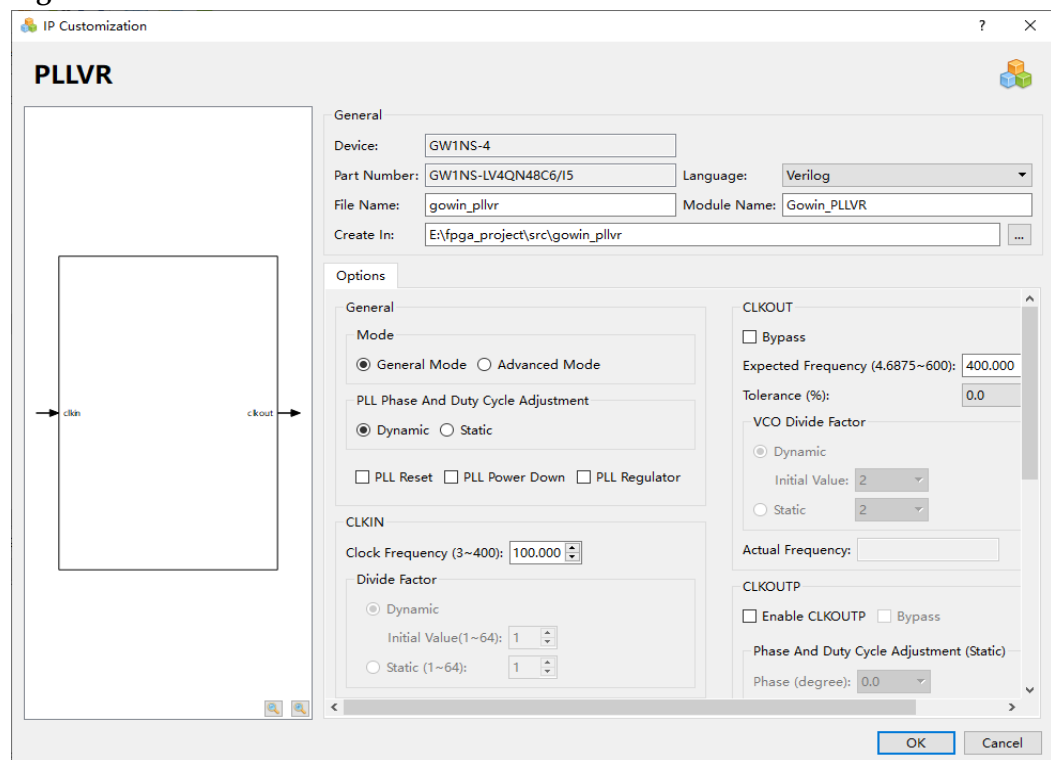 IP Customization
?
PLLVR
General
Device: GW1NS-4
Part Number: GW1NS-LV4QN48C6/I5 Language: Verilog
File Name: gowin_pllvr Module Name: Gowin_PLLVR
Create In: E:\fpga_project\src\gowin_pllvr ...
Options
General
Mode
General Mode Advanced Mode
PLL Phase And Duty Cycle Adjustment
Dynamic Static
PLL Reset PLL Power Down PLL Regulator
CLKIN
Clock Frequency (3~400): 100.000
Divide Factor
Dynamic
Initial Value(1~64): 1
Static (1~64): 1
CLKOUT
Bypass
Expected Frequency (4.6875~600): 400.000
Tolerance (%): 0.0
VCO Divide Factor
Dynamic
Initial Value: 2
Static 2
Actual Frequency:
CLKOUTP
Enable CLKOUTP Bypass
Phase And Duty Cycle Adjustment (Static)
Phase (degree): 0.0
clkin clkout
OK Cancel